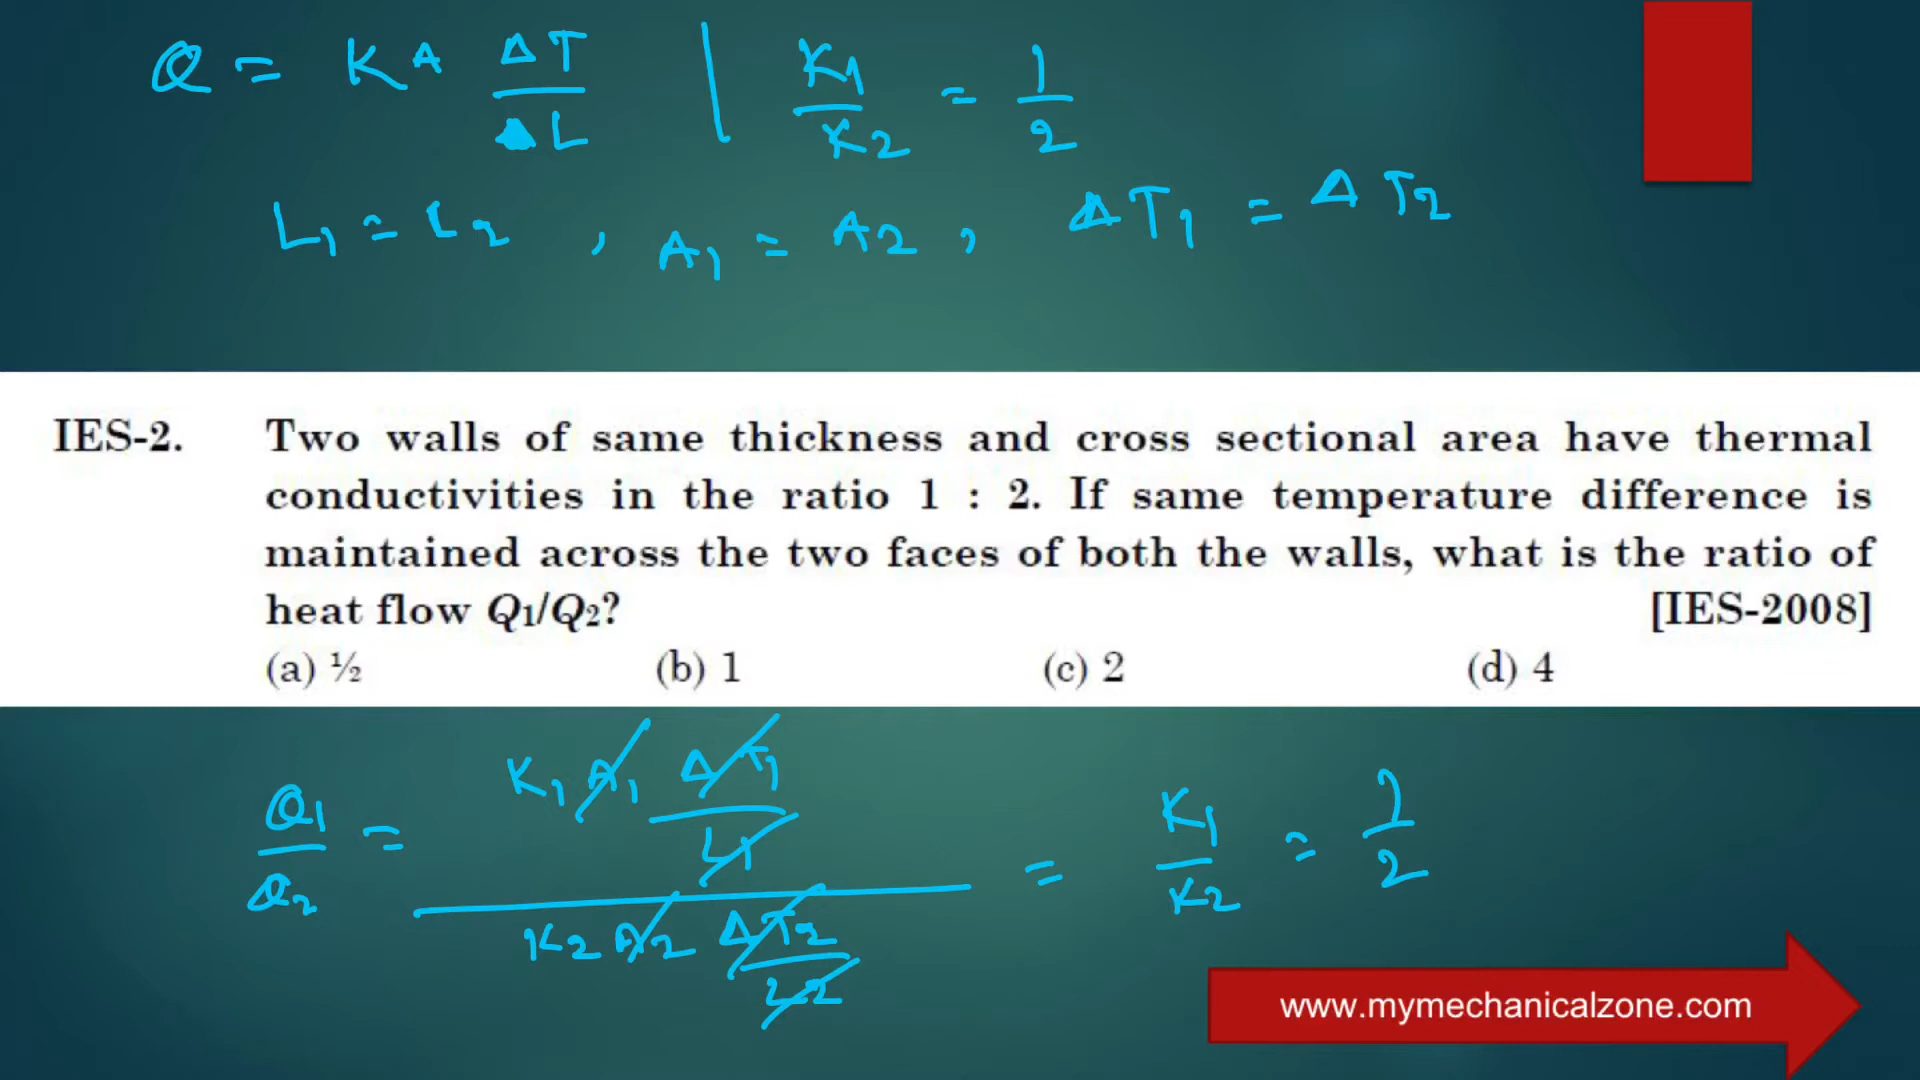 Q = K A ΔT / L | K1 / K2 = 1 / 2
L1 = L2 , A1 = A2 , ΔT1 = ΔT2
IES-2. Two walls of same thickness and cross sectional area have thermal
conductivities in the ratio 1 : 2. If same temperature difference is
maintained across the two faces of both the walls, what is the ratio of
heat flow Q1/Q2? [IES-2008]
(a) ½ (b) 1 (c) 2 (d) 4
Q1 / Q2 = K1 A1 ΔT1 / L1 / K2 A2 ΔT2 / L2 = K1 / K2 = 1 / 2
www.mymechanicalzone.com